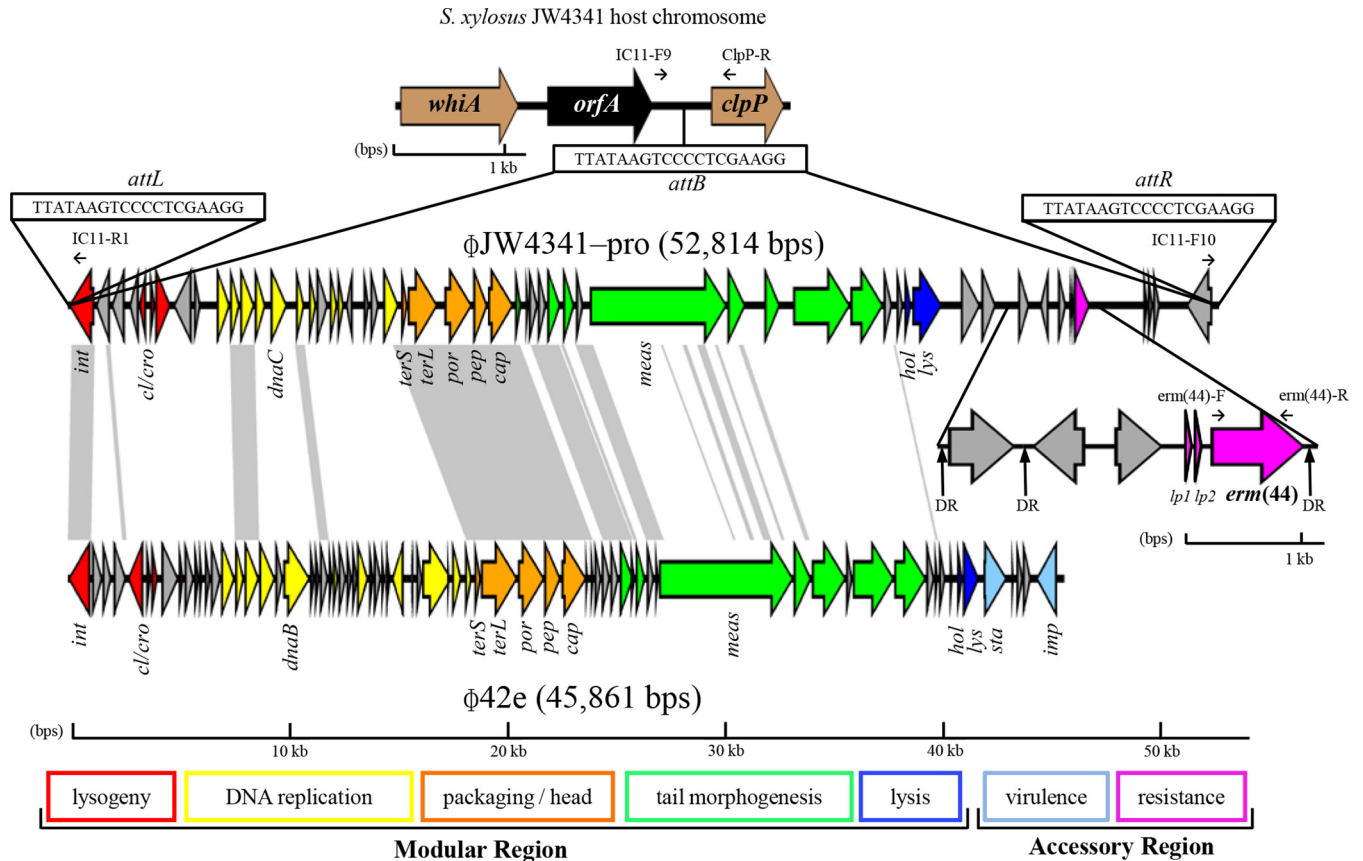 S. xylosus JW4341 host chromosome
IC11-F9 ClpP-R
whiA orfA clpP
(bps) 1 kb
TTATAAGTCCCCTCGAAGG
attB
attL
TTATAAGTCCCCTCGAAGG
IC11-R1
attR
TTATAAGTCCCCTCGAAGG
IC11-F10
ΦJW4341–pro (52,814 bps)
int cl/cro dnaC terS terL por pep cap meas hol lys
erm(44)-F erm(44)-R
DR DR lp1 lp2 erm(44) DR
(bps) 1 kb
int cl/cro dnaB terS terL por pep cap meas hol lys sta imp
Φ42e (45,861 bps)
(bps) 10 kb 20 kb 30 kb 40 kb 50 kb
lysogeny DNA replication packaging / head tail morphogenesis lysis virulence resistance
Modular Region Accessory Region